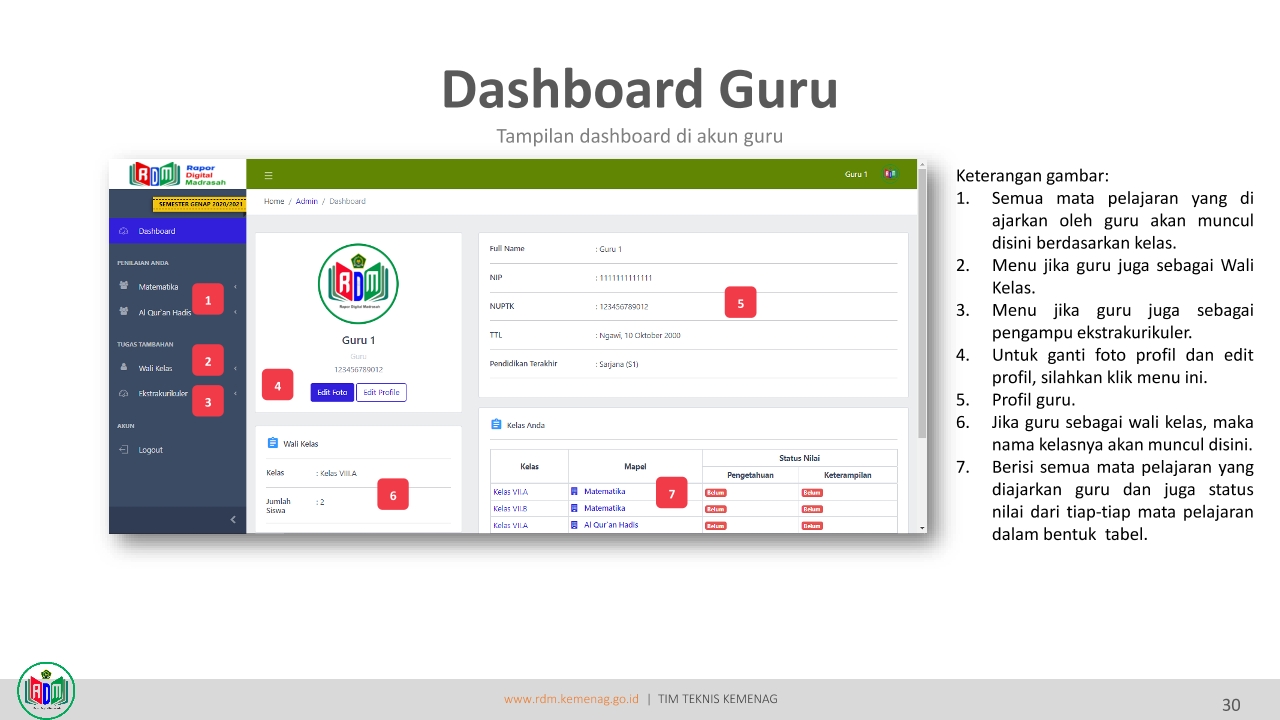 Dashboard Guru
Tampilan dashboard di akun guru
RDM Rapor
Digital
Madrasah
SEMESTER GENAP 2020/2021
Dashboard
PENILAIAN ANDA
Matematika
1
Al Qur'an Hadis
TUGAS TAMBAHAN
2
Wali Kelas
Ekstrakurikuler
3
AKUN
Logout
Guru 1
Home / Admin / Dashboard
RDM
Rapor Digital Madrasah
Guru 1
Guru
123456789012
4
Edit Foto Edit Profile
Full Name : Guru 1
NIP : 1111111111111
NUPTK : 123456789012
5
TTL : Ngawi, 10 Oktober 2000
Pendidikan Terakhir : Sarjana (S1)
Wali Kelas
Kelas : Kelas VIII.A
Jumlah Siswa : 2
6
Kelas Anda
Kelas Mapel Status Nilai
Pengetahuan Keterampilan
7
Kelas VII.A Matematika Belum Belum
Kelas VII.B Matematika Belum Belum
Kelas VII.A Al Qur'an Hadis Belum Belum
Keterangan gambar:
1. Semua mata pelajaran yang di
ajarkan oleh guru akan muncul
disini berdasarkan kelas.
2. Menu jika guru juga sebagai Wali
Kelas.
3. Menu jika guru juga sebagai
pengampu ekstrakurikuler.
4. Untuk ganti foto profil dan edit
profil, silahkan klik menu ini.
5. Profil guru.
6. Jika guru sebagai wali kelas, maka
nama kelasnya akan muncul disini.
7. Berisi semua mata pelajaran yang
diajarkan guru dan juga status
nilai dari tiap-tiap mata pelajaran
dalam bentuk tabel.
RDM
www.rdm.kemenag.go.id | TIM TEKNIS KEMENAG
30